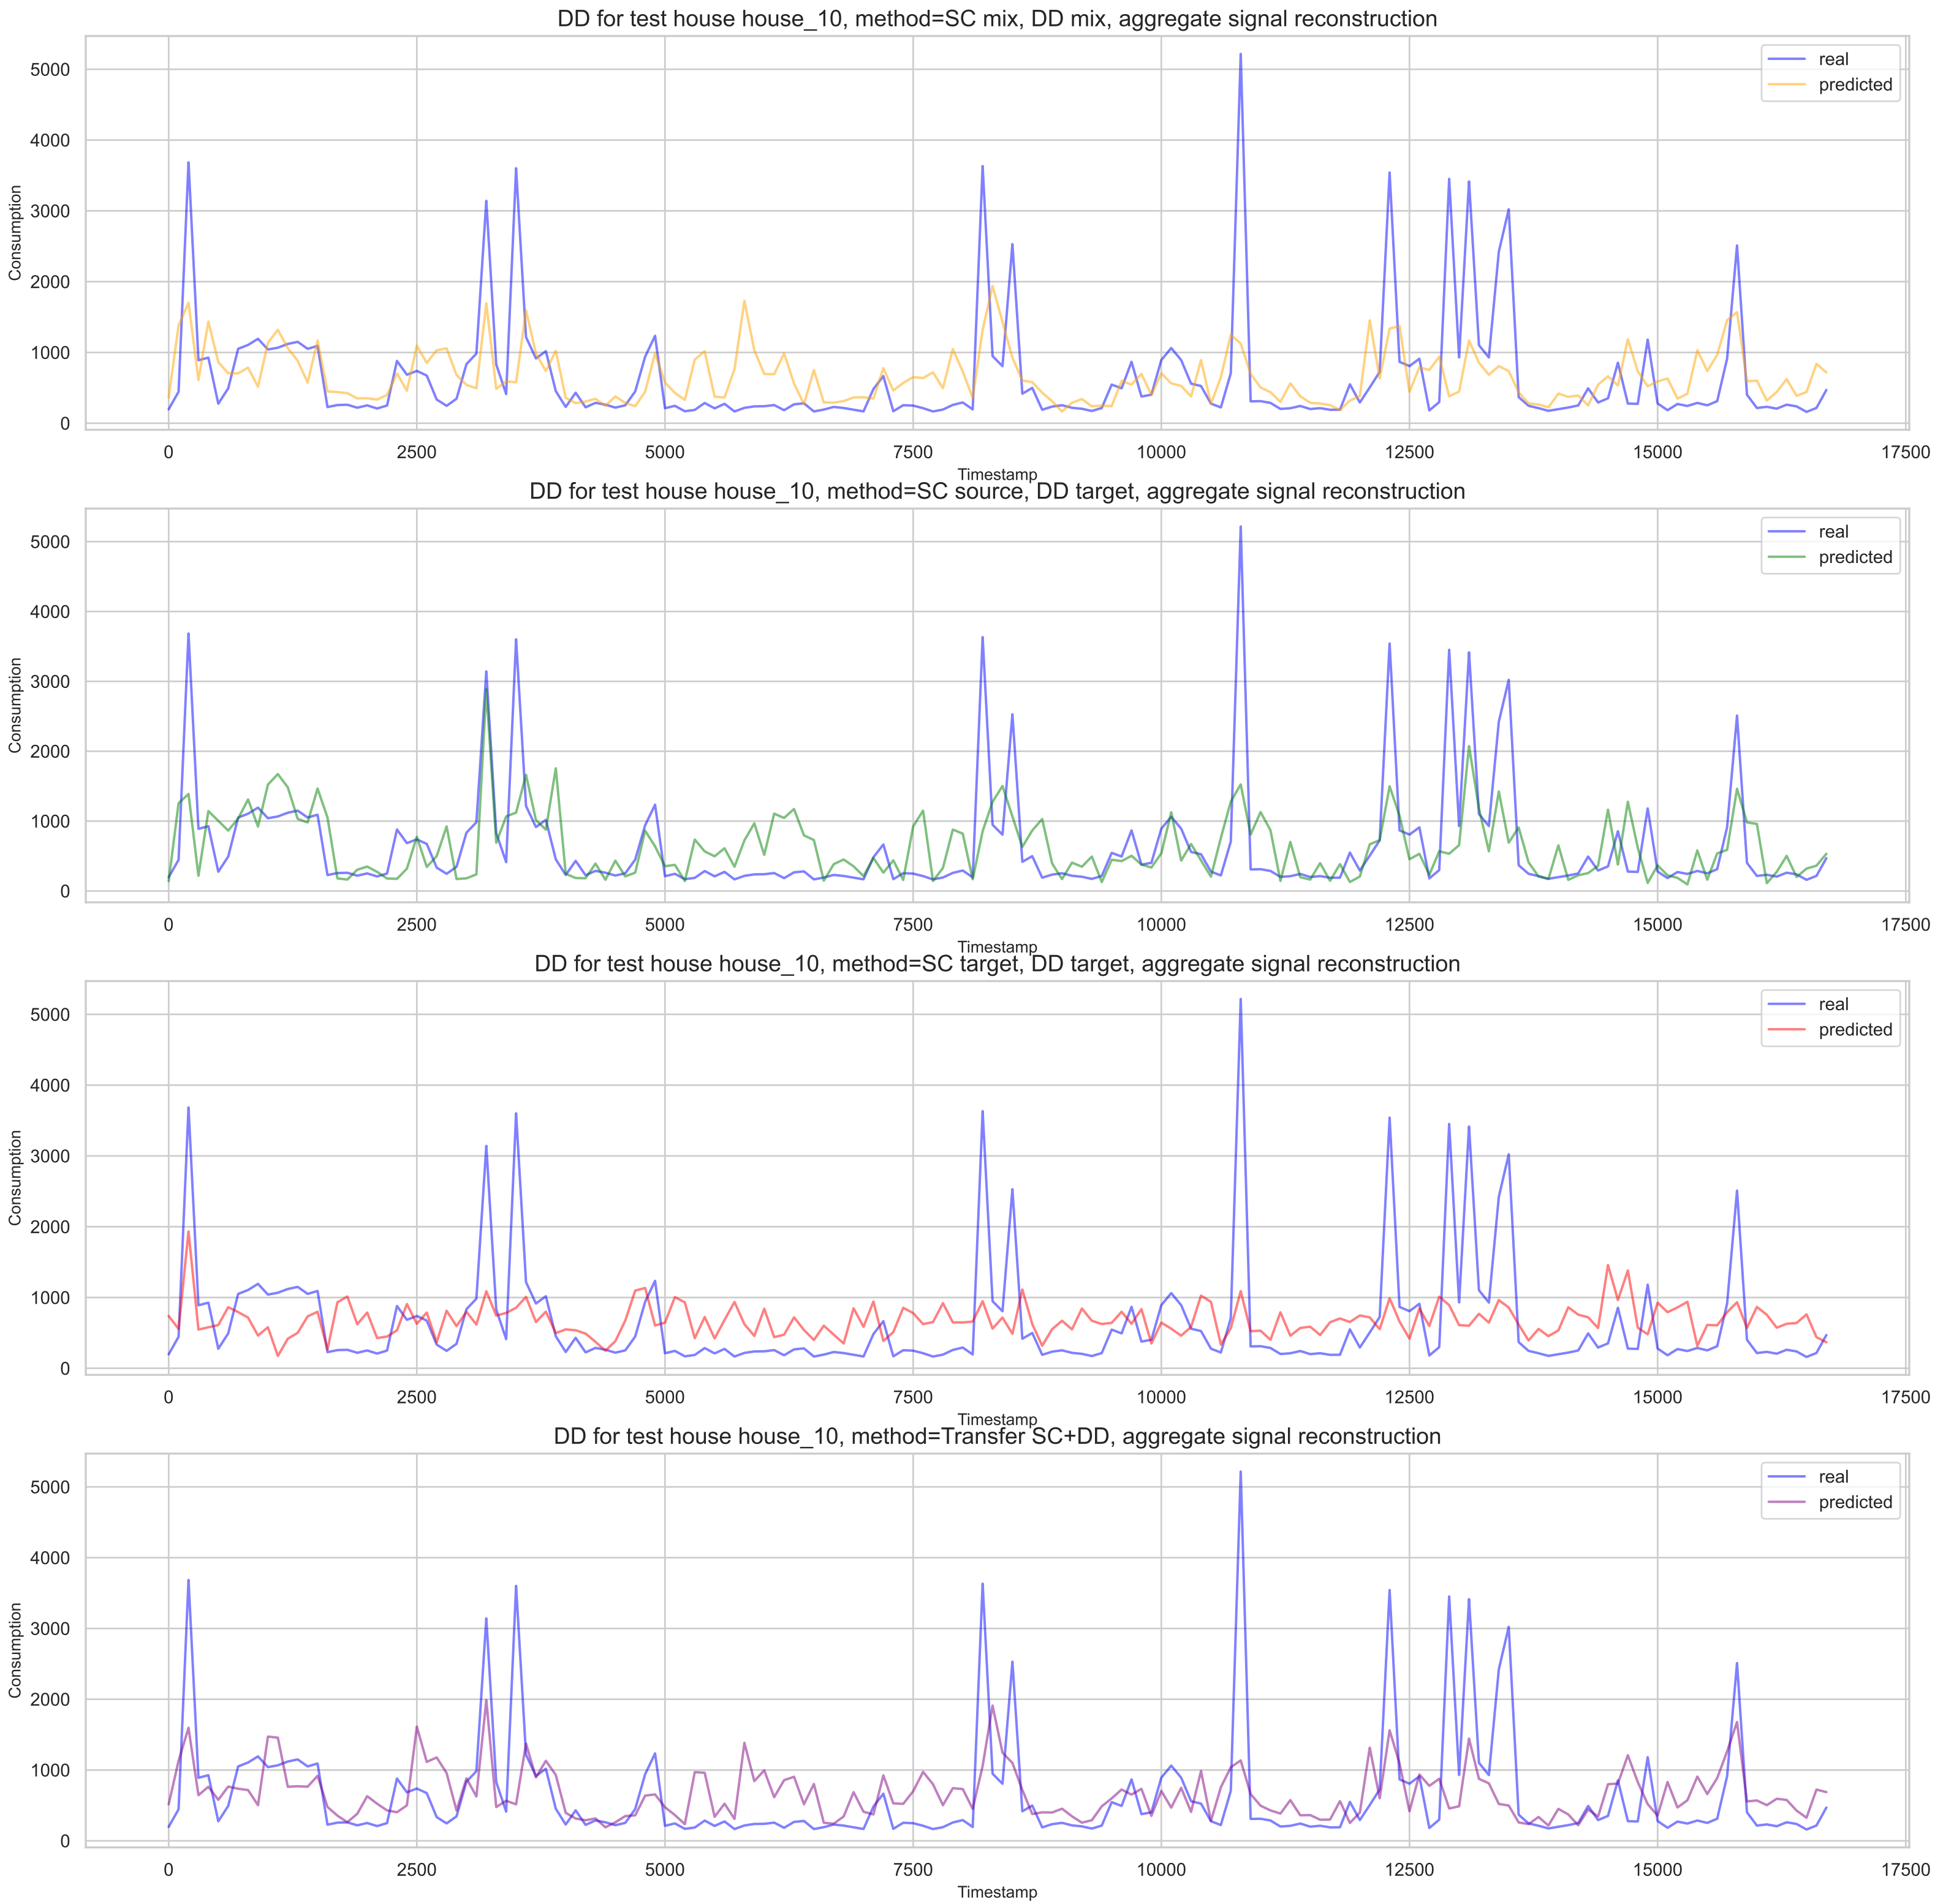 DD for test house house_10, method=SC mix, DD mix, aggregate signal reconstruction
real
predicted
Consumption
5000
4000
3000
2000
1000
0
0 2500 5000 7500 10000 12500 15000 17500
Timestamp
DD for test house house_10, method=SC source, DD target, aggregate signal reconstruction
real
predicted
Consumption
5000
4000
3000
2000
1000
0
0 2500 5000 7500 10000 12500 15000 17500
Timestamp
DD for test house house_10, method=SC target, DD target, aggregate signal reconstruction
real
predicted
Consumption
5000
4000
3000
2000
1000
0
0 2500 5000 7500 10000 12500 15000 17500
Timestamp
DD for test house house_10, method=Transfer SC+DD, aggregate signal reconstruction
real
predicted
Consumption
5000
4000
3000
2000
1000
0
0 2500 5000 7500 10000 12500 15000 17500
Timestamp